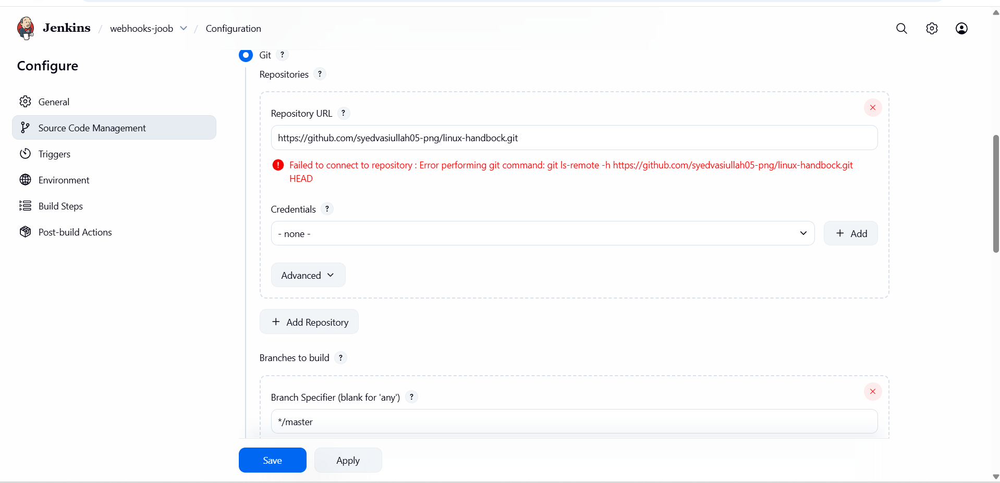 Jenkins / webhooks-joob / Configuration
Configure
General
Source Code Management
Triggers
Environment
Build Steps
Post-build Actions
Git ?
Repositories ?
Repository URL ?
https://github.com/syedvasiullah05-png/linux-handbock.git
! Failed to connect to repository : Error performing git command: git ls-remote -h https://github.com/syedvasiullah05-png/linux-handbock.git
HEAD
Credentials ?
- none -
+ Add
Advanced
+ Add Repository
Branches to build ?
Branch Specifier (blank for 'any') ?
*/master
Save
Apply